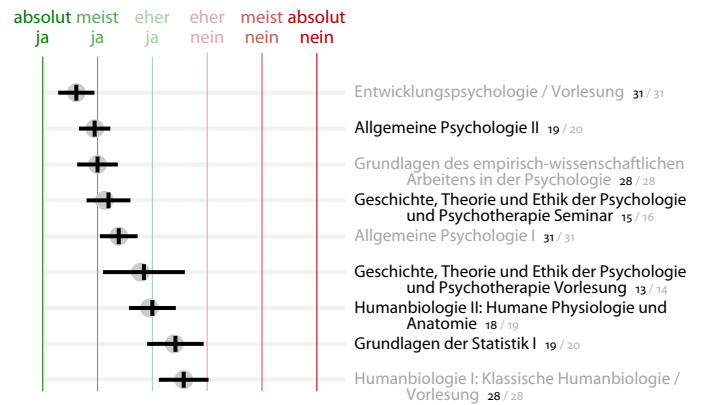 absolut meist eher eher meist absolut
ja ja ja nein nein nein
Entwicklungspsychologie / Vorlesung 31 / 31
Allgemeine Psychologie II 19 / 20
Grundlagen des empirisch-wissenschaftlichen
Arbeitens in der Psychologie 28 / 28
Geschichte, Theorie und Ethik der Psychologie
und Psychotherapie Seminar 15 / 16
Allgemeine Psychologie I 31 / 31
Geschichte, Theorie und Ethik der Psychologie
und Psychotherapie Vorlesung 13 / 14
Humanbiologie II: Humane Physiologie und
Anatomie 18 / 19
Grundlagen der Statistik I 19 / 20
Humanbiologie I: Klassische Humanbiologie /
Vorlesung 28 / 28